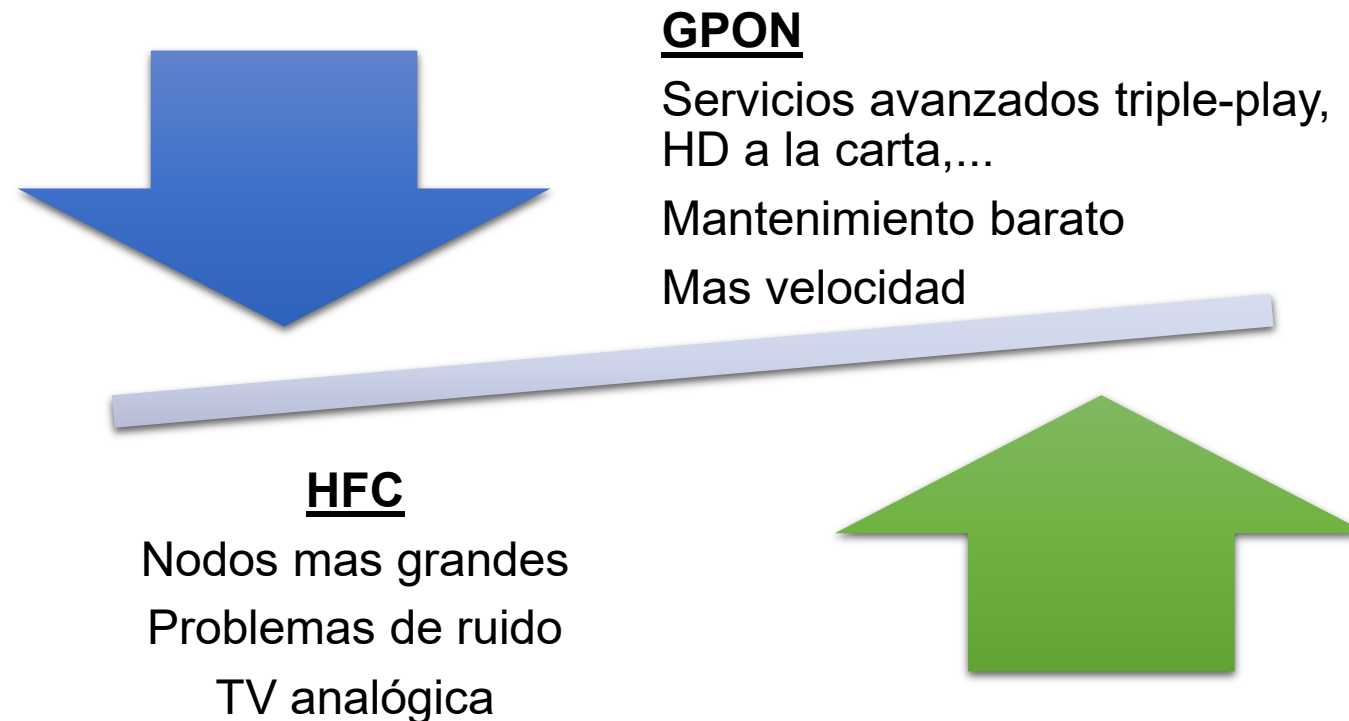 GPON
Servicios avanzados triple-play,
HD a la carta,...
Mantenimiento barato
Mas velocidad
HFC
Nodos mas grandes
Problemas de ruido
TV analógica